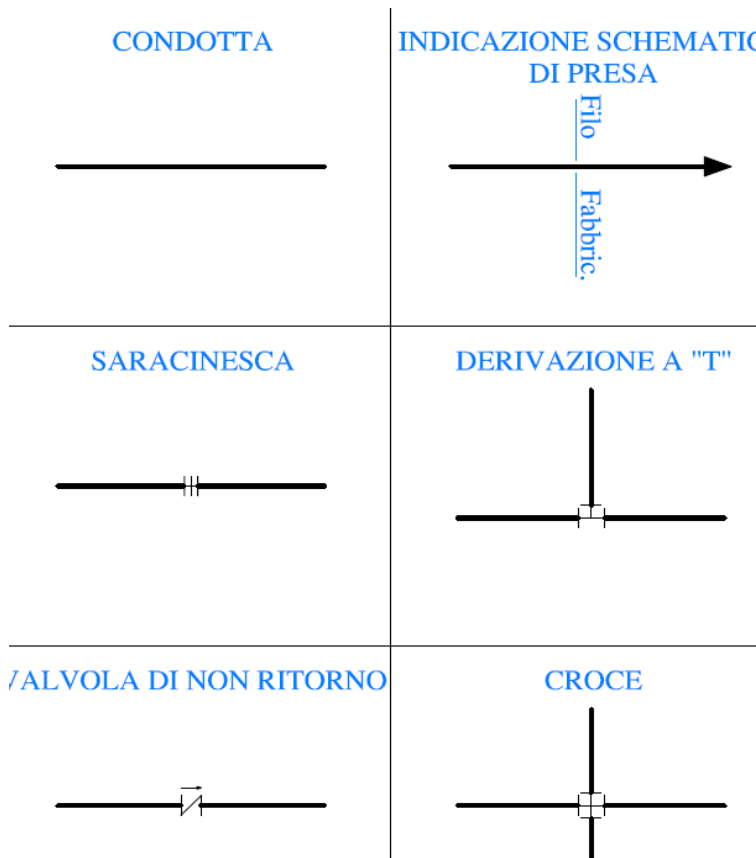 CONDOTTA
INDICAZIONE SCHEMATIC
DI PRESA
Filo
Fabbric.
SARACINESCA
DERIVAZIONE A "T"
VALVOLA DI NON RITORNO
CROCE